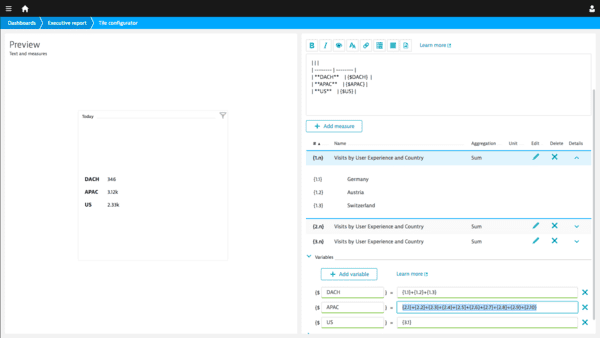 Dashboards
Executive report
Tile configurator
Preview
Text and measures
Today
DACH 346
APAC 3.12k
US 2.33k
B I Learn more
| | |
| --------- | --------- |
| **DACH** | {$DACH} |
| **APAC** | {$APAC} |
| **US** | {$US} |
+ Add measure
# ▲ Name Aggregation Unit Edit Delete Details
{1.n} Visits by User Experience and Country Sum
{1.1} Germany
{1.2} Austria
{1.3} Switzerland
{2.n} Visits by User Experience and Country Sum
{3.n} Visits by User Experience and Country Sum
Variables
+ Add variable Learn more
{$ DACH } = {1.1}+{1.2}+{1.3}
{$ APAC } = {2.1}+{2.2}+{2.3}+{2.4}+{2.5}+{2.6}+{2.7}+{2.8}+{2.9}+{2.10}
{$ US } = {3.1}